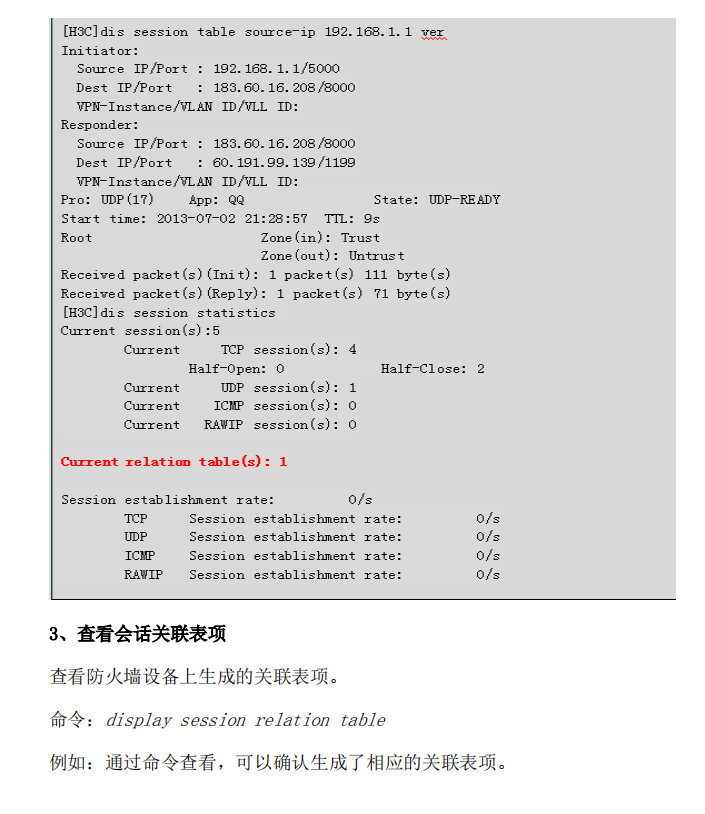 [H3C]dis session table source-ip 192.168.1.1 ver
Initiator:
Source IP/Port : 192.168.1.1/5000
Dest IP/Port : 183.60.16.208/8000
VPN-Instance/VLAN ID/VLL ID:
Responder:
Source IP/Port : 183.60.16.208/8000
Dest IP/Port : 60.191.99.139/1199
VPN-Instance/VLAN ID/VLL ID:
Pro: UDP(17) App: QQ State: UDP-READY
Start time: 2013-07-02 21:28:57 TTL: 9s
Root Zone(in): Trust
Zone(out): Untrust
Received packet(s)(Init): 1 packet(s) 111 byte(s)
Received packet(s)(Reply): 1 packet(s) 71 byte(s)
[H3C]dis session statistics
Current session(s):5
Current TCP session(s): 4
Half-Open: 0 Half-Close: 2
Current UDP session(s): 1
Current ICMP session(s): 0
Current RAWIP session(s): 0
Current relation table(s): 1
Session establishment rate: 0/s
TCP Session establishment rate: 0/s
UDP Session establishment rate: 0/s
ICMP Session establishment rate: 0/s
RAWIP Session establishment rate: 0/s
3、查看会话关联表项
查看防火墙设备上生成的关联表项。
命令：display session relation table
例如：通过命令查看，可以确认生成了相应的关联表项。